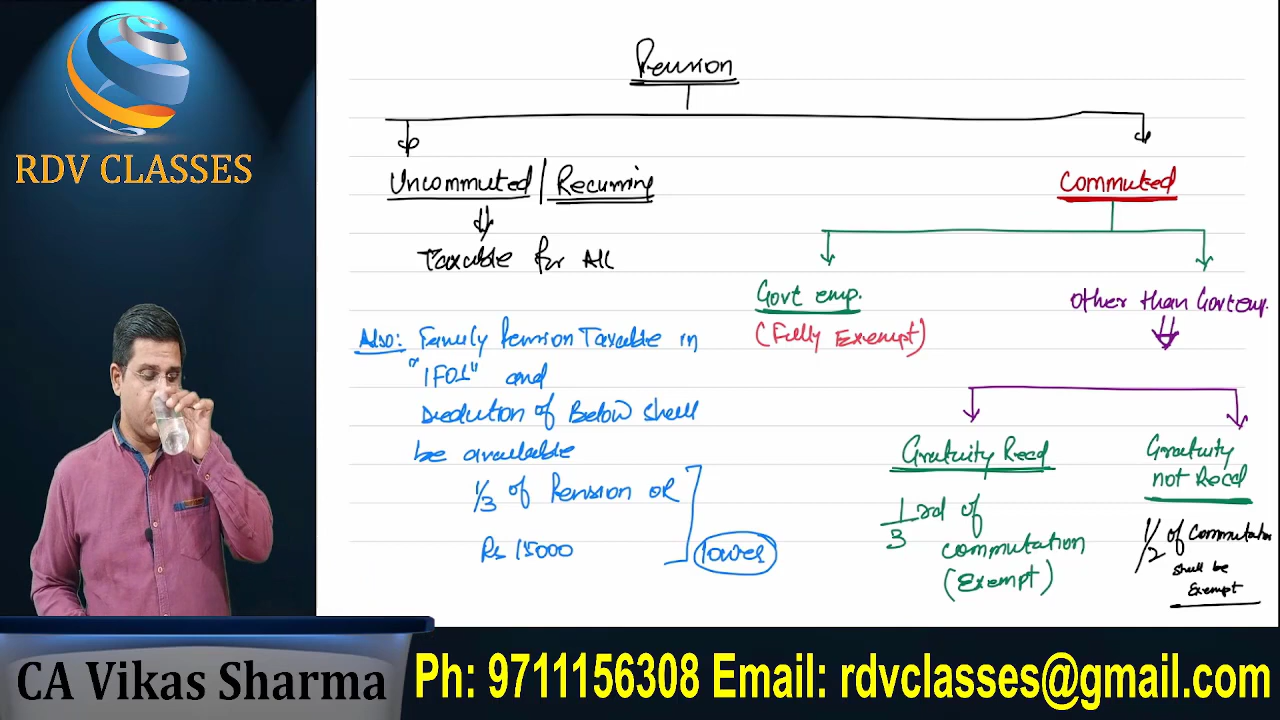 RDV CLASSES
Pension
Uncommuted / Recurring
Taxable for All
Commuted
Govt emp.
(Fully Exempt)
Other than Govt emp.
Also: Family Pension Taxable in
"IFOS" and
Deduction of Below shall
be available
1/3 of Pension OR
Rs 15000
lower
Gratuity Recd
1/3rd of
commutation
(Exempt)
Gratuity
not Recd
1/2 of Commutation
shall be
Exempt
CA Vikas Sharma
Ph: 9711156308 Email: rdvclasses@gmail.com